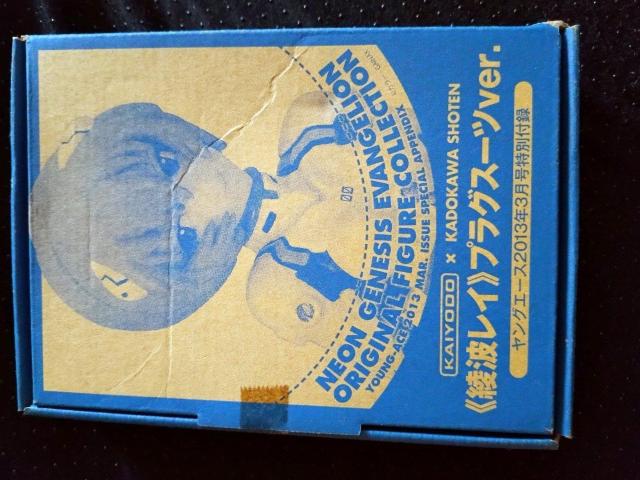 00
NEON GENESIS EVANGELION
ORIGINAL FIGURE COLLECTION
YOUNG-ACE 2013 MAR. ISSUE SPECIAL APPENDIX
KAIYODO × KADOKAWA SHOTEN
《綾波レイ》プラグスーツver.
ヤングエース2013年3月号特別付録